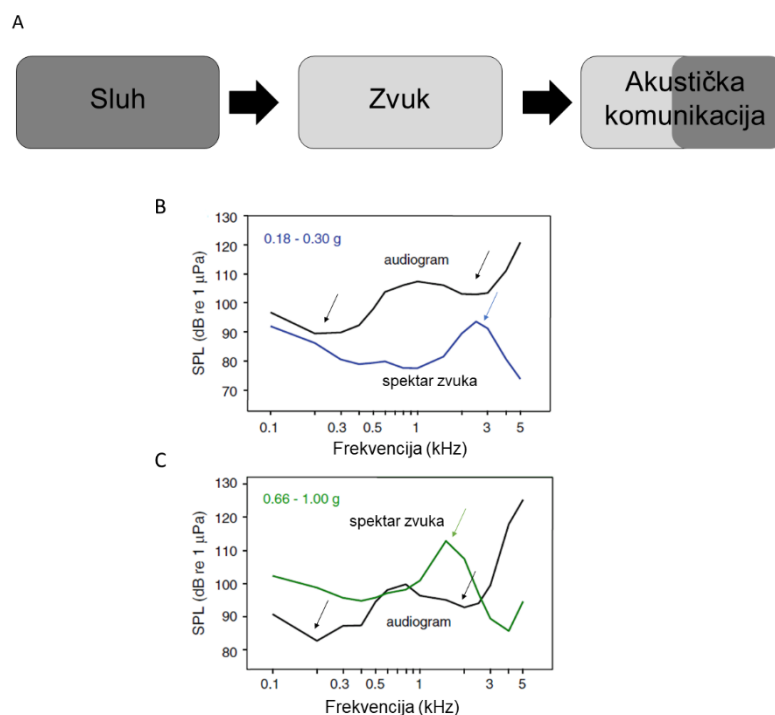 A
Sluh
Zvuk
Akustička
komunikacija
B
130
120
110
100
90
80
70
SPL (dB re 1 µPa)
0.18 - 0.30 g
audiogram
spektar zvuka
0.1
0.3
0.5
1
3
5
Frekvencija (kHz)
C
130
120
110
100
90
80
SPL (dB re 1 µPa)
0.66 - 1.00 g
spektar zvuka
audiogram
0.1
0.3
0.5
1
3
5
Frekvencija (kHz)